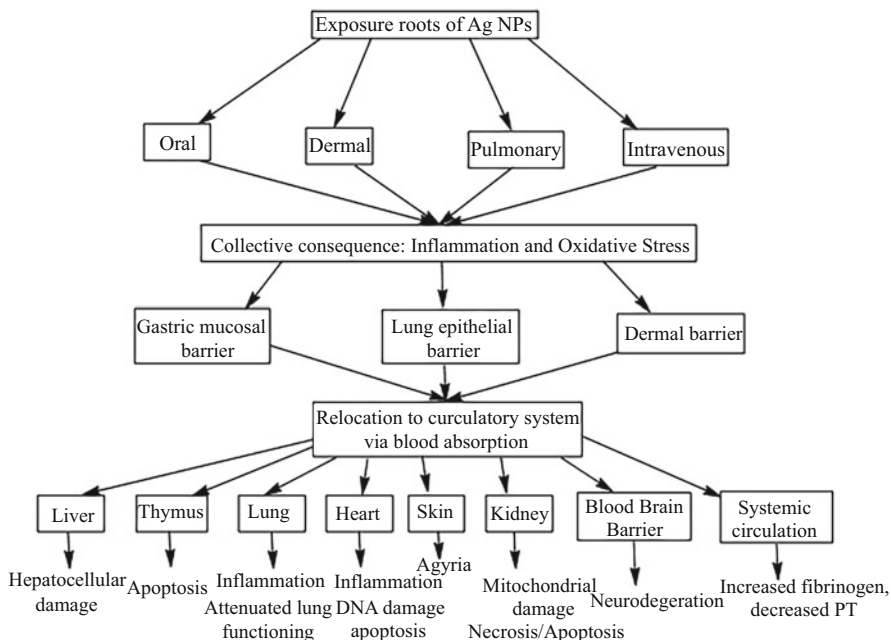 Exposure roots of Ag NPs
Oral
Dermal
Pulmonary
Intravenous
Collective consequence: Inflammation and Oxidative Stress
Gastric mucosal
barrier
Lung epithelial
barrier
Dermal barrier
Relocation to curculatory system
via blood absorption
Liver
Thymus
Lung
Heart
Skin
Kidney
Blood Brain
Barrier
Systemic
circulation
Hepatocellular
damage
Apoptosis
Inflammation
Attenuated lung
functioning
Inflammation
DNA damage
apoptosis
Agyria
Mitochondrial
damage
Necrosis/Apoptosis
Neurodegeration
Increased fibrinogen,
decreased PT